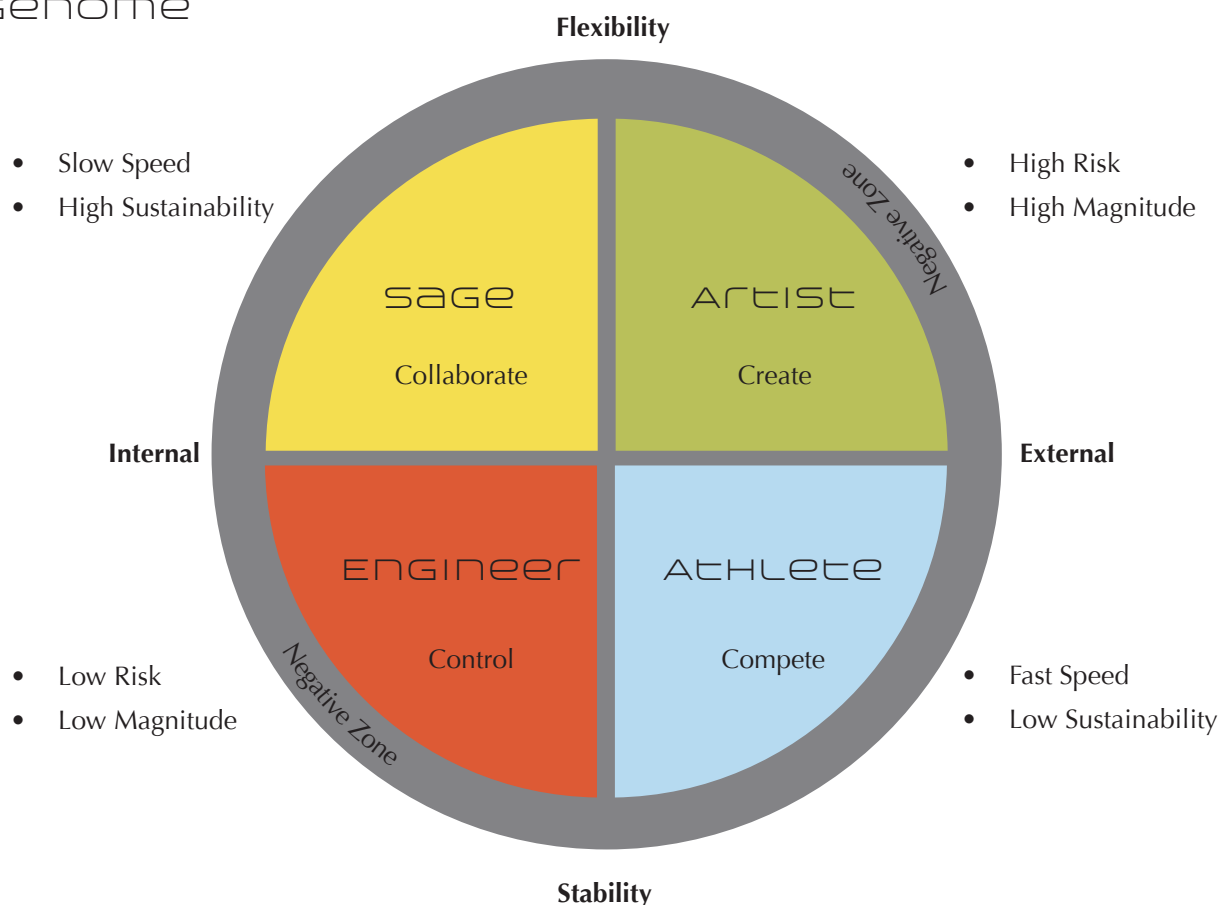 Genome
Flexibility
• Slow Speed
• High Sustainability
• High Risk
• High Magnitude
Negative Zone
SAGE
Collaborate
ARTIST
Create
Internal
External
ENGINEER
Control
ATHLETE
Compete
Negative Zone
• Low Risk
• Low Magnitude
• Fast Speed
• Low Sustainability
Stability